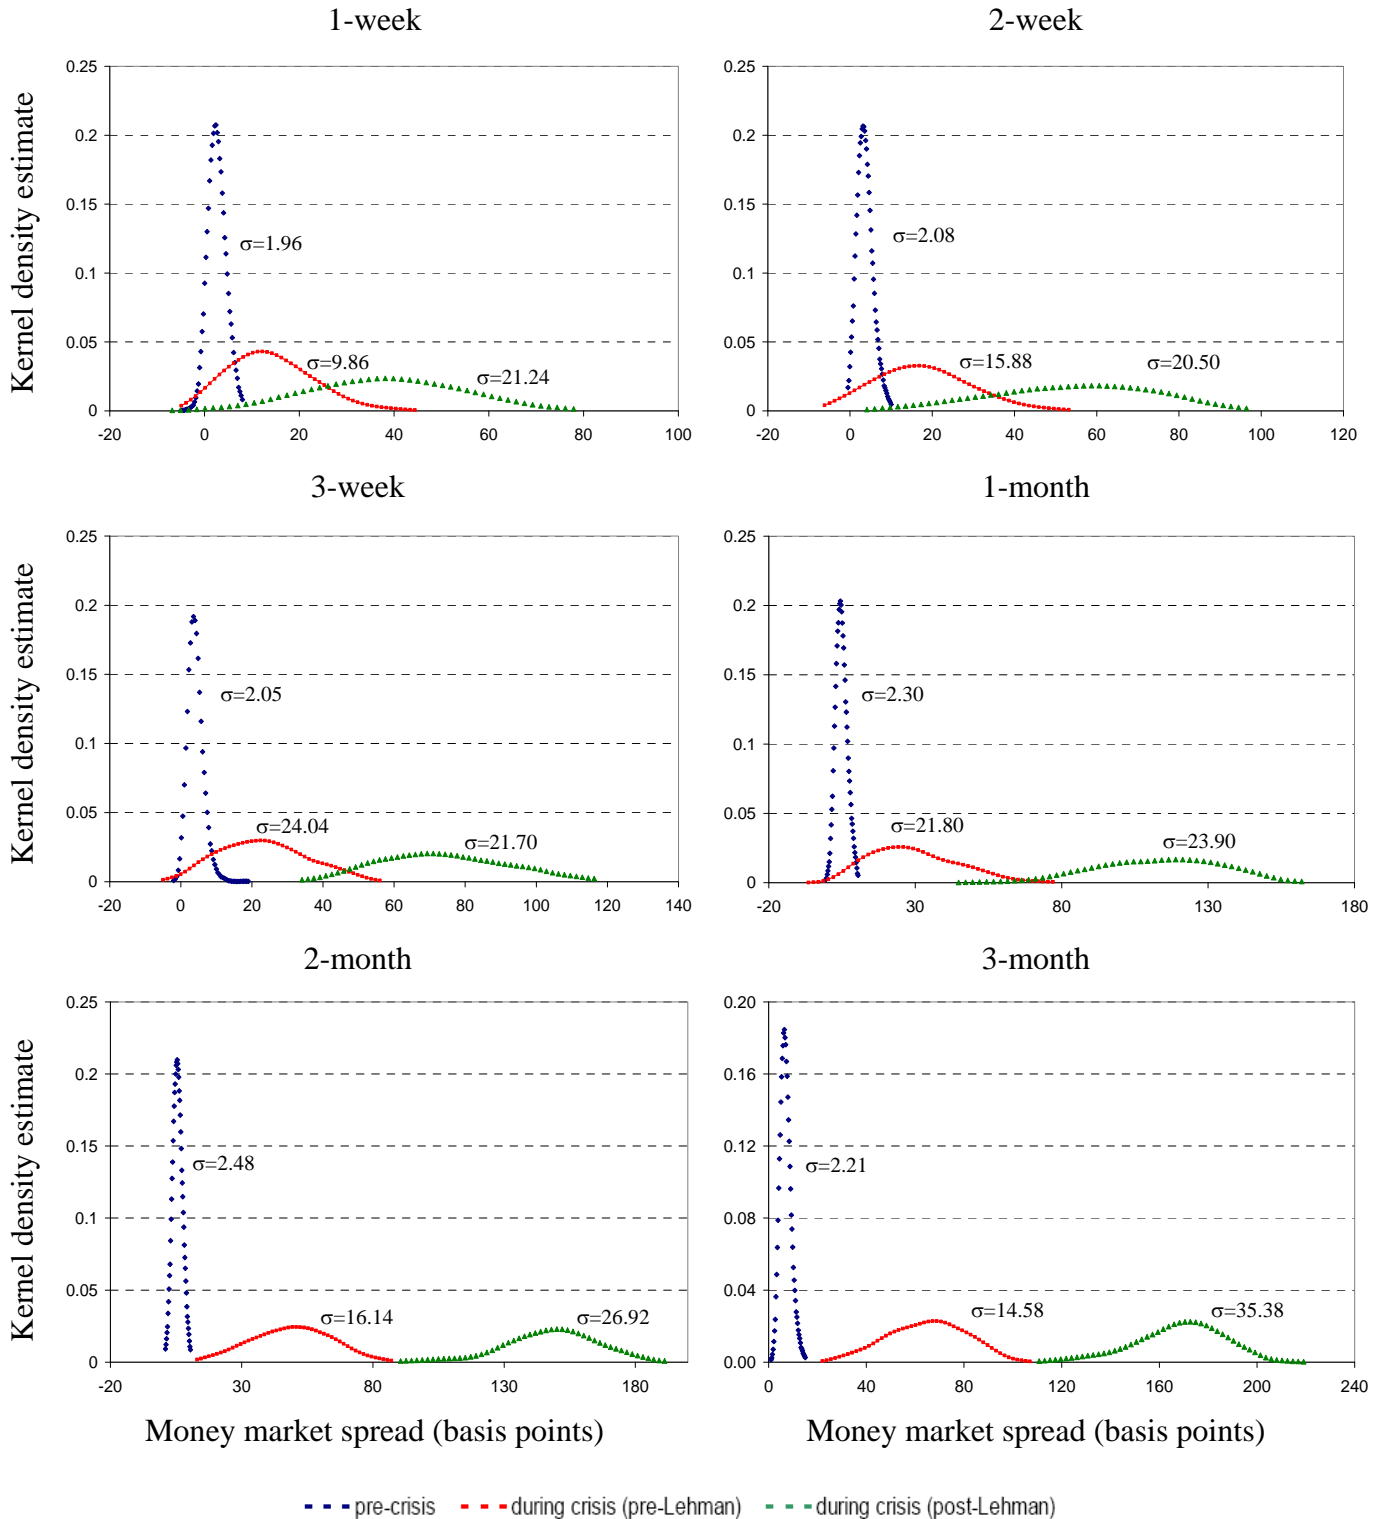 1-week
2-week
Kernel density estimate
0.25
0.2
0.15
0.1
0.05
0
-20 0 20 40 60 80 100
σ=1.96
σ=9.86
σ=21.24
0.25
0.2
0.15
0.1
0.05
0
-20 0 20 40 60 80 100 120
σ=2.08
σ=15.88
σ=20.50
3-week
1-month
Kernel density estimate
0.25
0.2
0.15
0.1
0.05
0
-20 0 20 40 60 80 100 120 140
σ=2.05
σ=24.04
σ=21.70
0.25
0.2
0.15
0.1
0.05
0
-20 30 80 130 180
σ=2.30
σ=21.80
σ=23.90
2-month
3-month
Kernel density estimate
0.25
0.2
0.15
0.1
0.05
0
-20 30 80 130 180
σ=2.48
σ=16.14
σ=26.92
0.20
0.16
0.12
0.08
0.04
0.00
0 40 80 120 160 200 240
σ=2.21
σ=14.58
σ=35.38
Money market spread (basis points)
Money market spread (basis points)
pre-crisis during crisis (pre-Lehman) during crisis (post-Lehman)